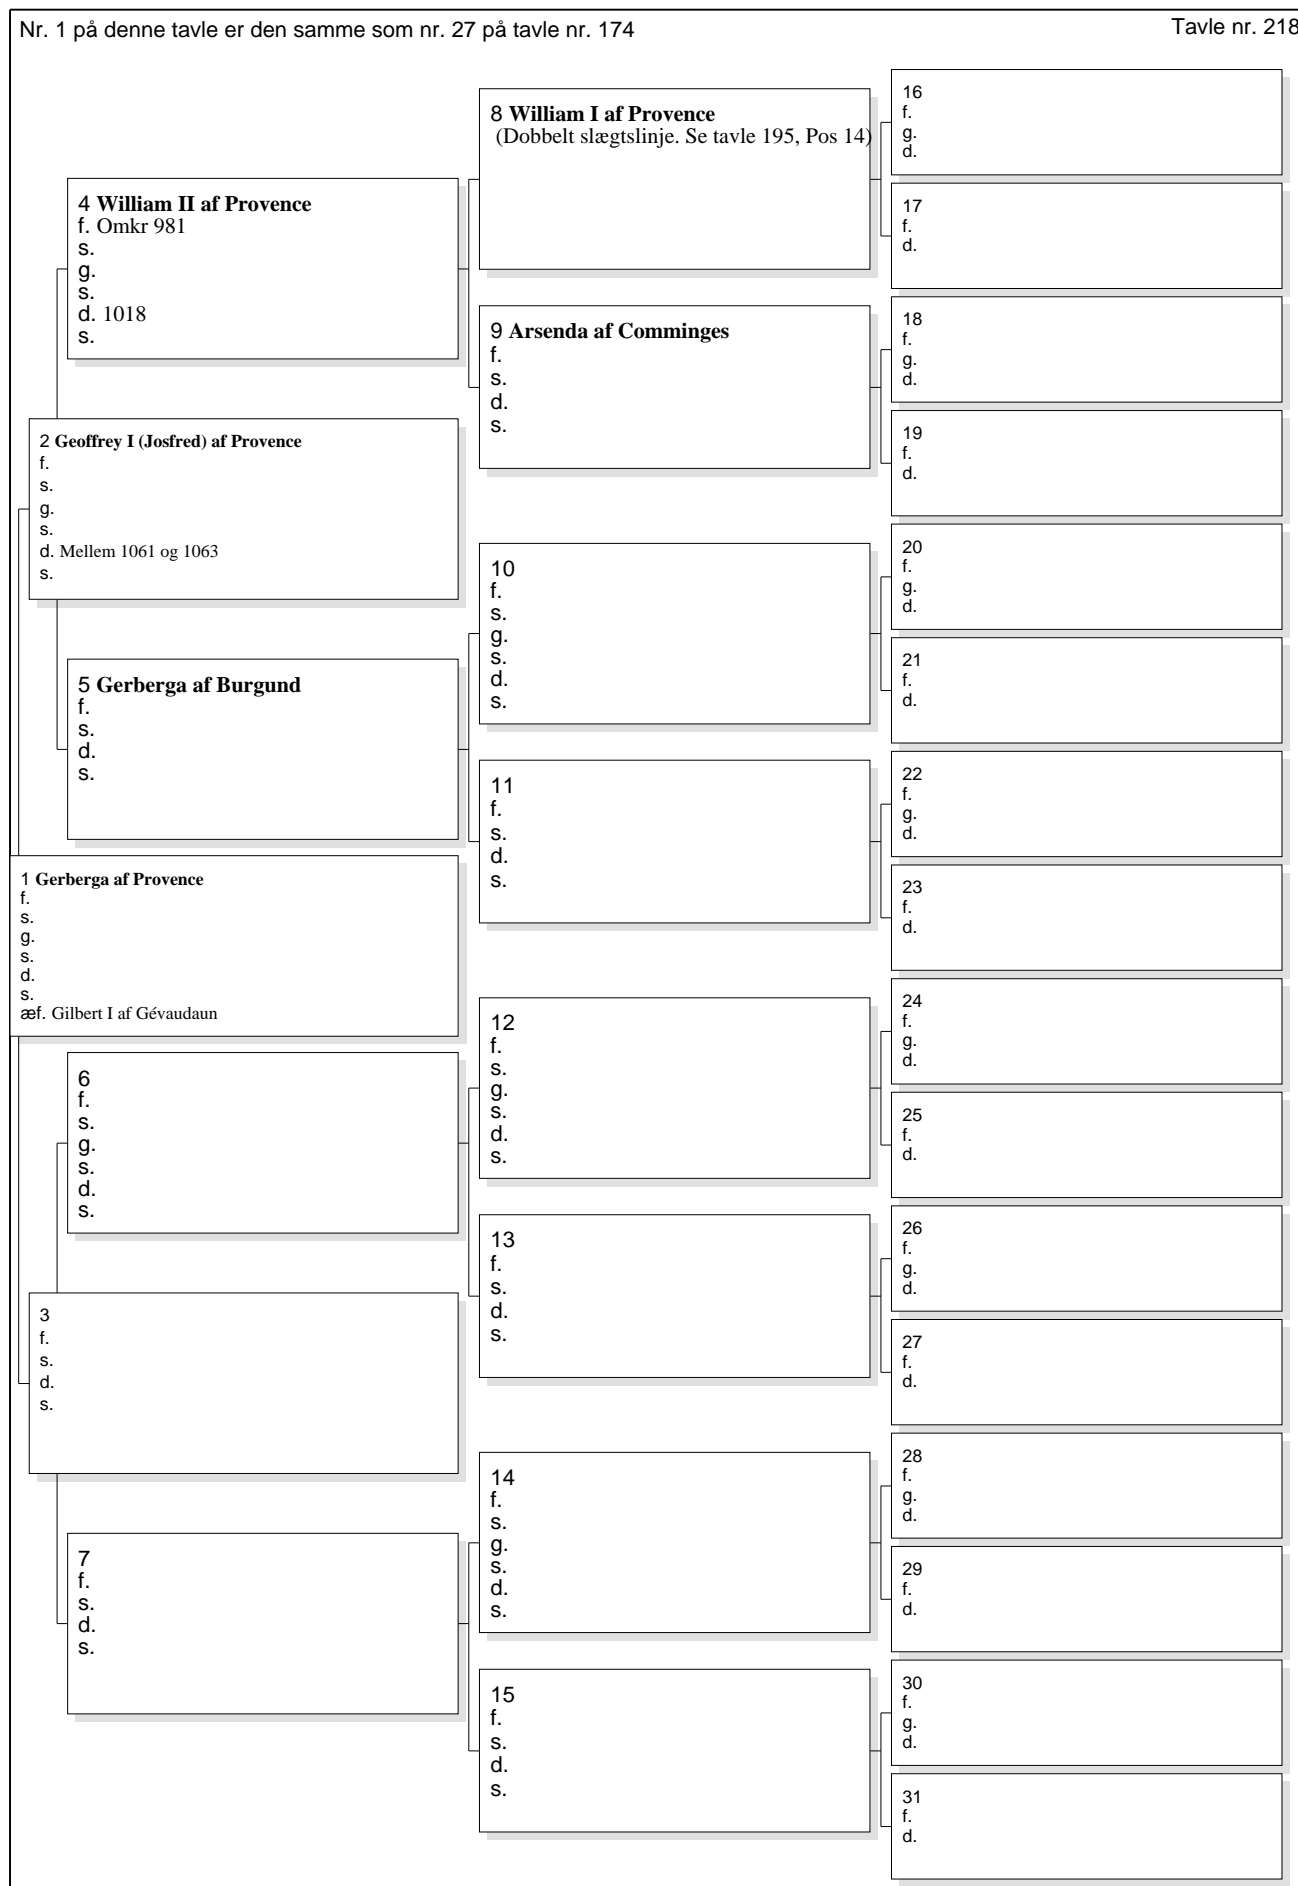 Nr. 1 på denne tavle er den samme som nr. 27 på tavle nr. 174
Tavle nr. 218
8 William I af Provence
(Dobbelt slægtslinje. Se tavle 195, Pos 14)
16
f.
g.
d.
17
f.
d.
4 William II af Provence
f. Omkr 981
s.
g.
s.
d. 1018
s.
9 Arsenda af Comminges
f.
s.
d.
s.
18
f.
g.
d.
19
f.
d.
2 Geoffrey I (Josfred) af Provence
f.
s.
g.
s.
d. Mellem 1061 og 1063
s.
10
f.
s.
g.
s.
d.
s.
20
f.
g.
d.
21
f.
d.
5 Gerberga af Burgund
f.
s.
d.
s.
11
f.
s.
d.
s.
22
f.
g.
d.
23
f.
d.
1 Gerberga af Provence
f.
s.
g.
s.
d.
s.
æf. Gilbert I af Gévaudaun
12
f.
s.
g.
s.
d.
s.
24
f.
g.
d.
25
f.
d.
6
f.
s.
g.
s.
d.
s.
13
f.
s.
d.
s.
26
f.
g.
d.
27
f.
d.
3
f.
s.
d.
s.
14
f.
s.
g.
s.
d.
s.
28
f.
g.
d.
29
f.
d.
7
f.
s.
d.
s.
15
f.
s.
d.
s.
30
f.
g.
d.
31
f.
d.